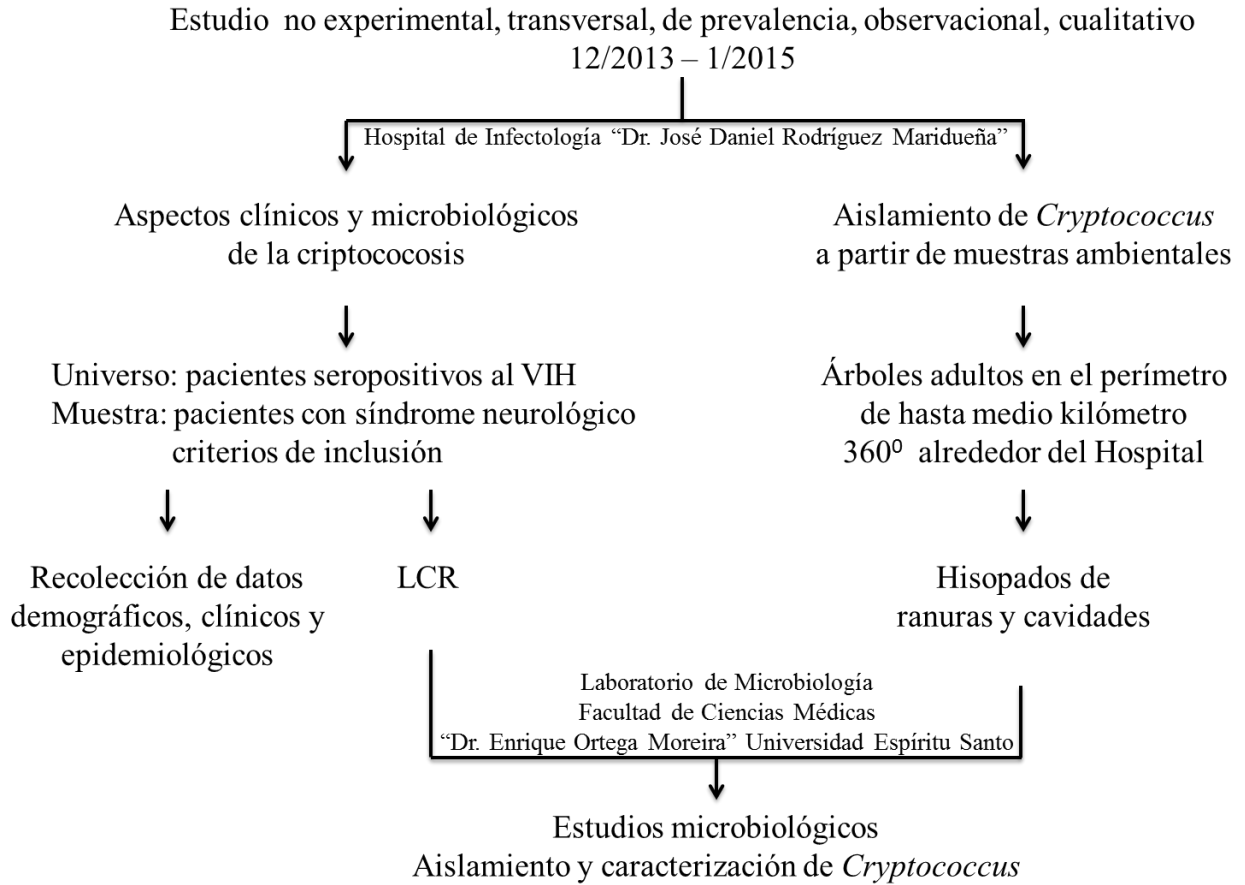 Estudio no experimental, transversal, de prevalencia, observacional, cualitativo
12/2013 – 1/2015
Hospital de Infectología “Dr. José Daniel Rodríguez Maridueña”
Aspectos clínicos y microbiológicos
de la criptococosis
Aislamiento de Cryptococcus
a partir de muestras ambientales
Universo: pacientes seropositivos al VIH
Muestra: pacientes con síndrome neurológico
criterios de inclusión
Árboles adultos en el perímetro
de hasta medio kilómetro
360⁰ alrededor del Hospital
Recolección de datos
demográficos, clínicos y
epidemiológicos
LCR
Hisopados de
ranuras y cavidades
Laboratorio de Microbiología
Facultad de Ciencias Médicas
“Dr. Enrique Ortega Moreira” Universidad Espíritu Santo
Estudios microbiológicos
Aislamiento y caracterización de Cryptococcus